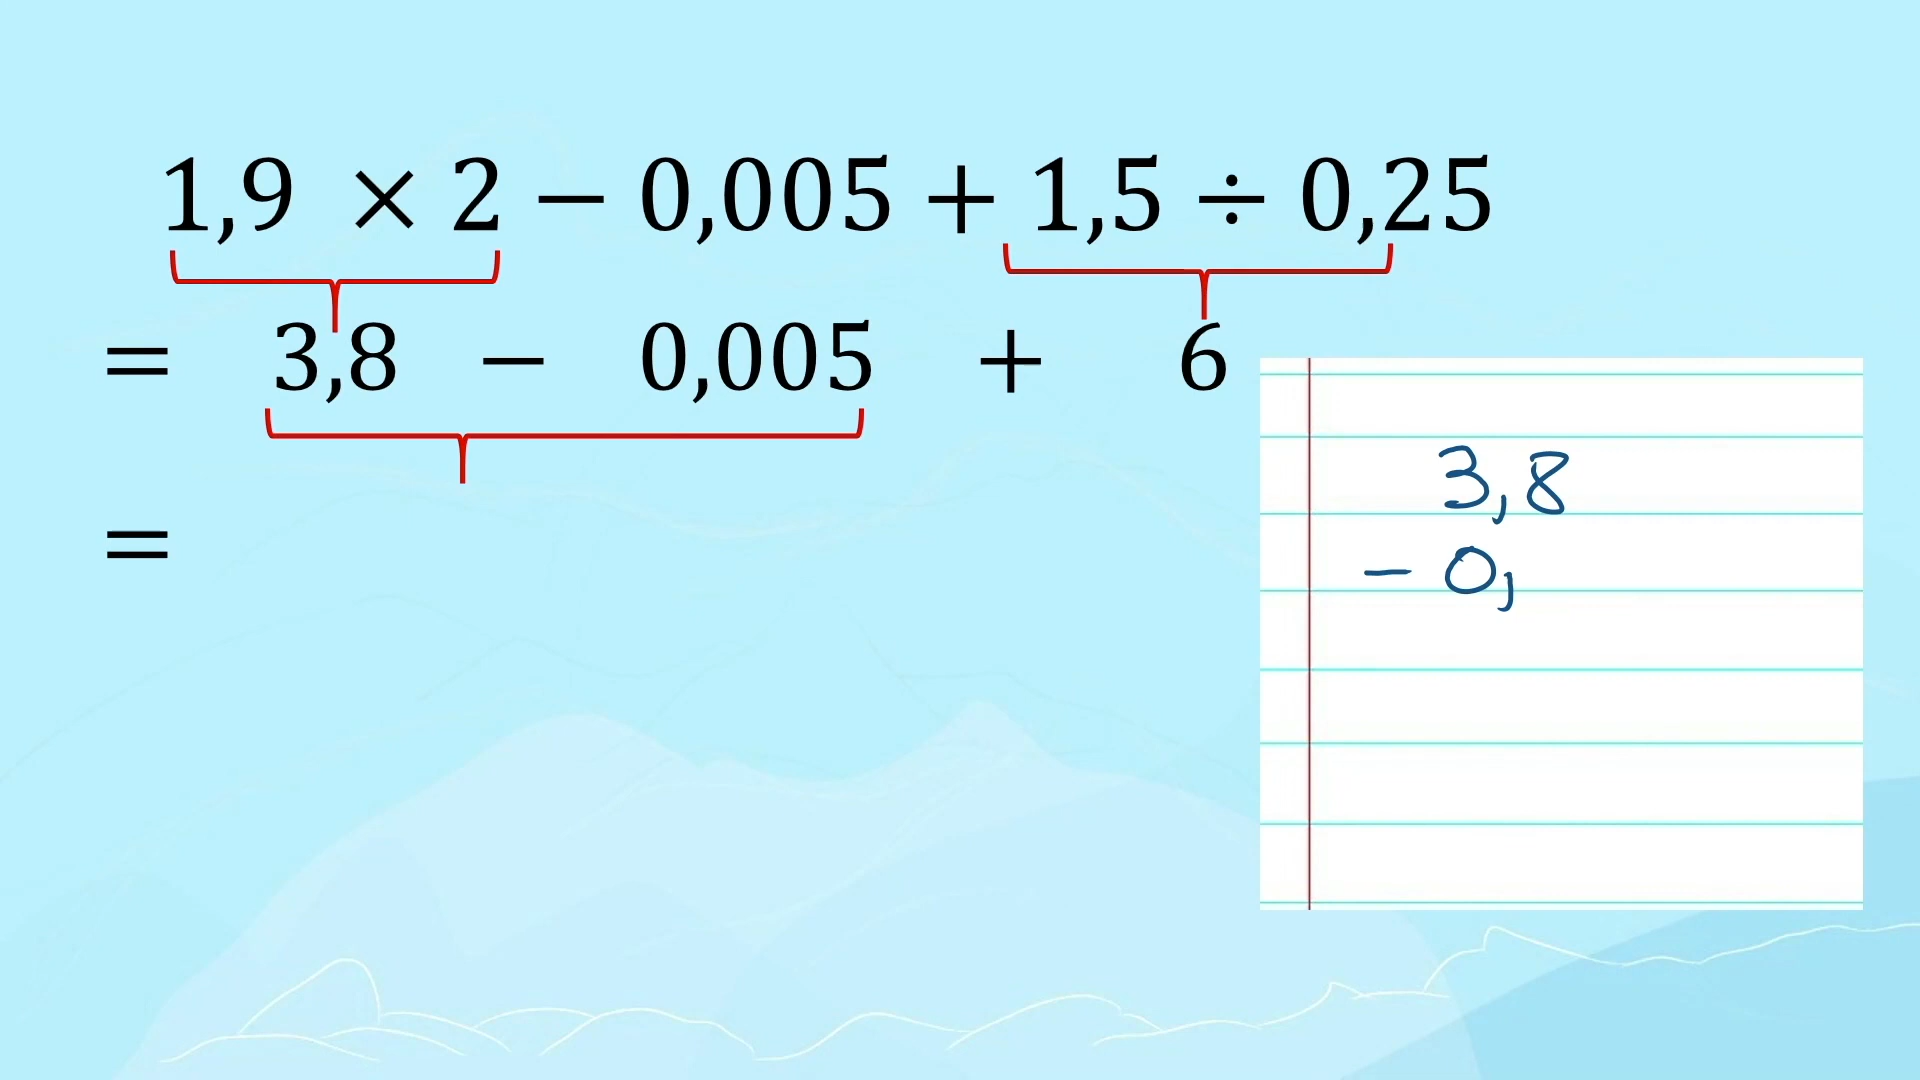 1,9 × 2 − 0,005 + 1,5 ÷ 0,25
= 3,8 − 0,005 + 6
=
3,8
− 0,